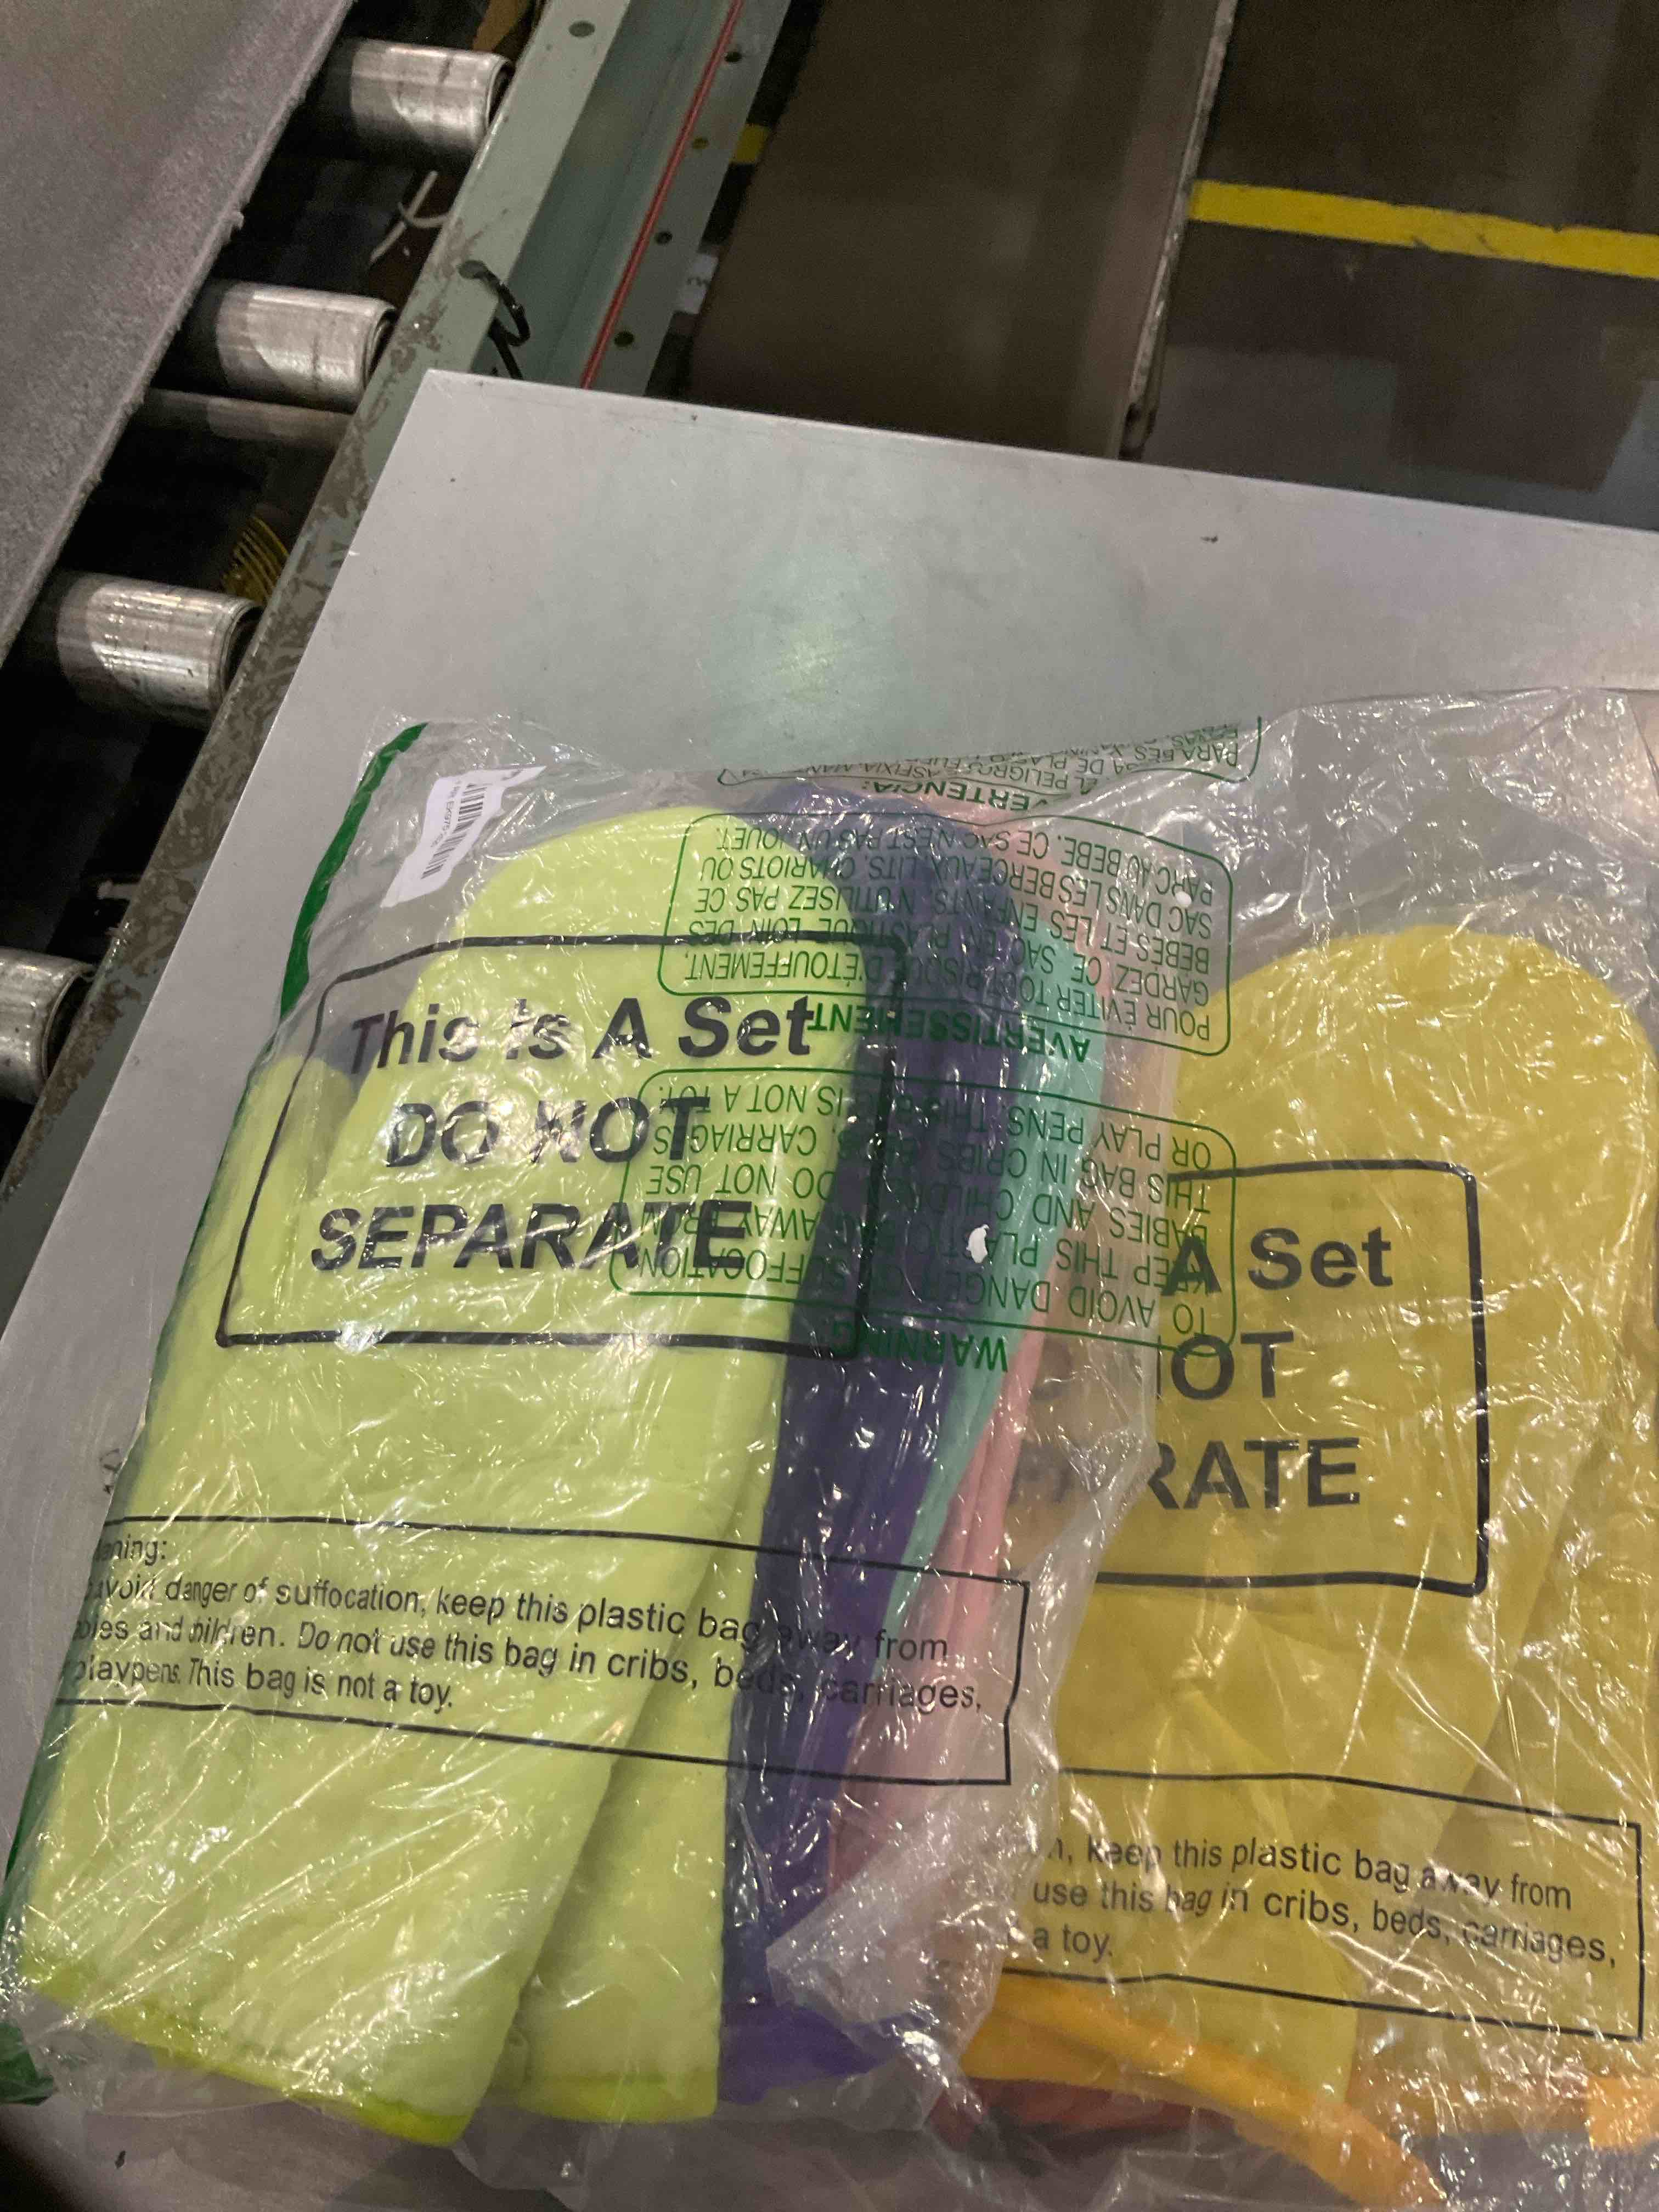 This is A Set
DO NOT
SEPARATE
danger of suffocation, keep this plastic bag away from
and children. Do not use this bag in cribs, beds, carriages,
playpens. This bag is not a toy.
A Set
keep this plastic bag away from
use this bag in cribs, beds, carriages,
a toy.
WARNING
TO AVOID DANGER OF SUFFOCATION
KEEP THIS PLASTIC AWAY FROM
BABIES AND CHILDREN. DO NOT USE
THIS BAG IN CRIBS, CARRIAGES
OR PLAY PENS. THIS BAG IS NOT A TOY.
AVERTISSEMENT
POUR ÉVITER TOUT RISQUE D'ÉTOUFFEMENT,
GARDEZ CE SAC EN PLASTIQUE LOIN DES
BEBES ET LES ENFANTS. N'UTILISEZ PAS CE
SAC DANS LES BERCEAUX, LITS, CHARIOTS OU
PARC AU BEBE. CE SAC N'EST PAS UN JOUET.
EL PELIGRO ASFIXIA
DE
PARA